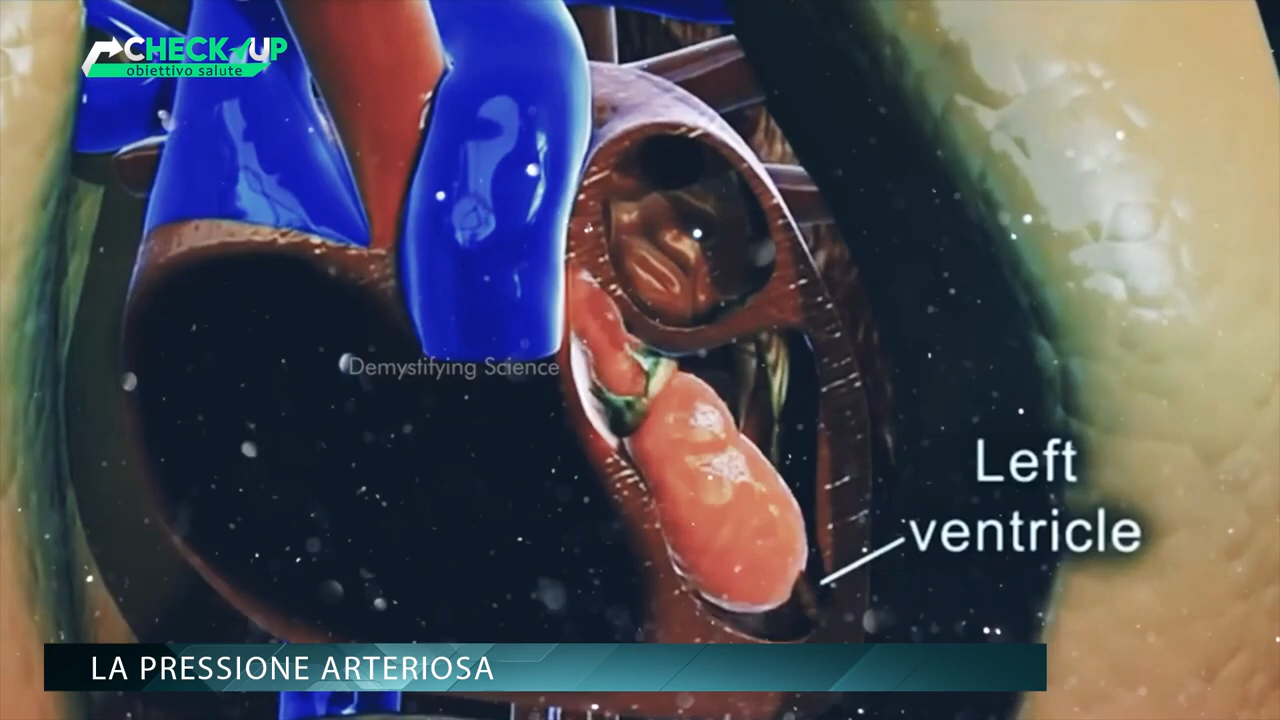 CHECK UP
obiettivo salute
Demystifying Science
Left
ventricle
LA PRESSIONE ARTERIOSA